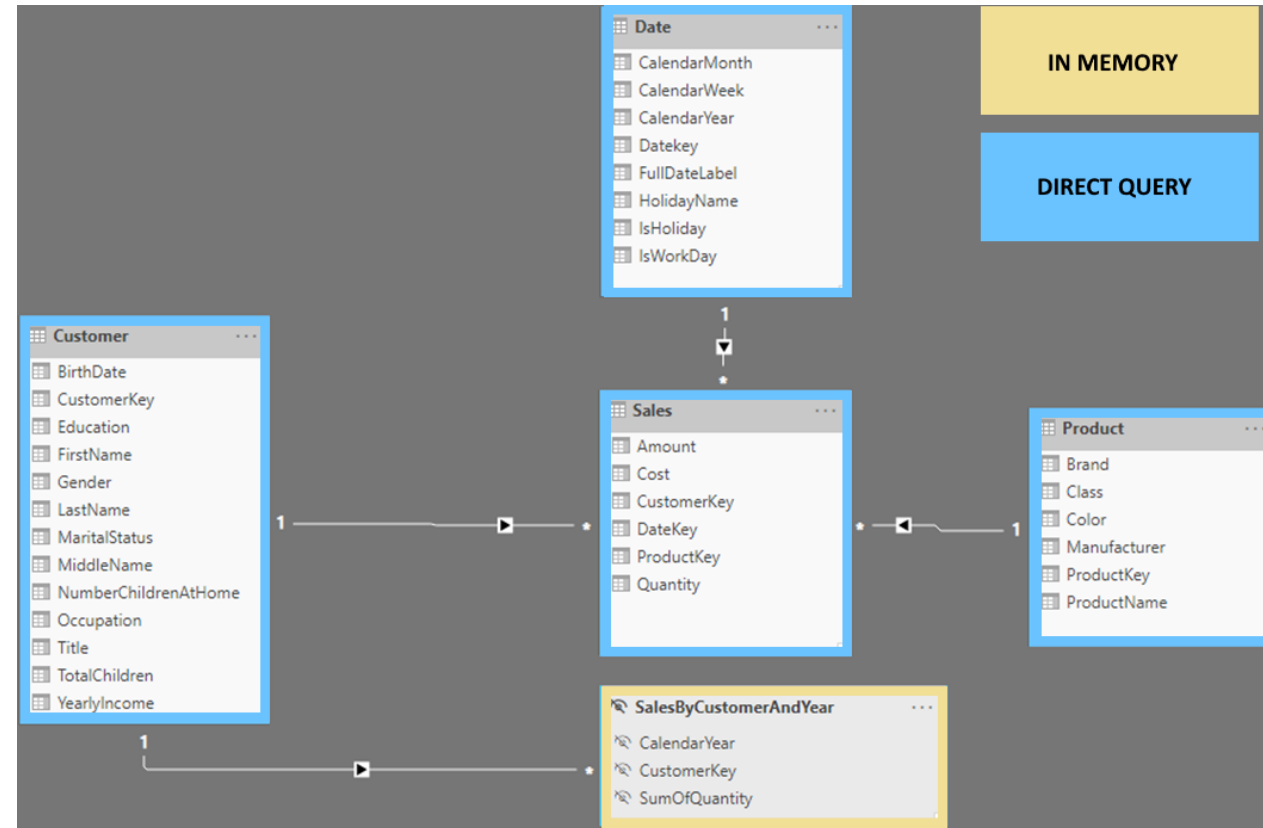 Date
CalendarMonth
CalendarWeek
CalendarYear
Datekey
FullDateLabel
HolidayName
IsHoliday
IsWorkDay
IN MEMORY
DIRECT QUERY
1
*
Customer
BirthDate
CustomerKey
Education
FirstName
Gender
LastName
MaritalStatus
MiddleName
NumberChildrenAtHome
Occupation
Title
TotalChildren
YearlyIncome
1
*
Sales
Amount
Cost
CustomerKey
DateKey
ProductKey
Quantity
*
1
Product
Brand
Class
Color
Manufacturer
ProductKey
ProductName
1
*
SalesByCustomerAndYear
CalendarYear
CustomerKey
SumOfQuantity